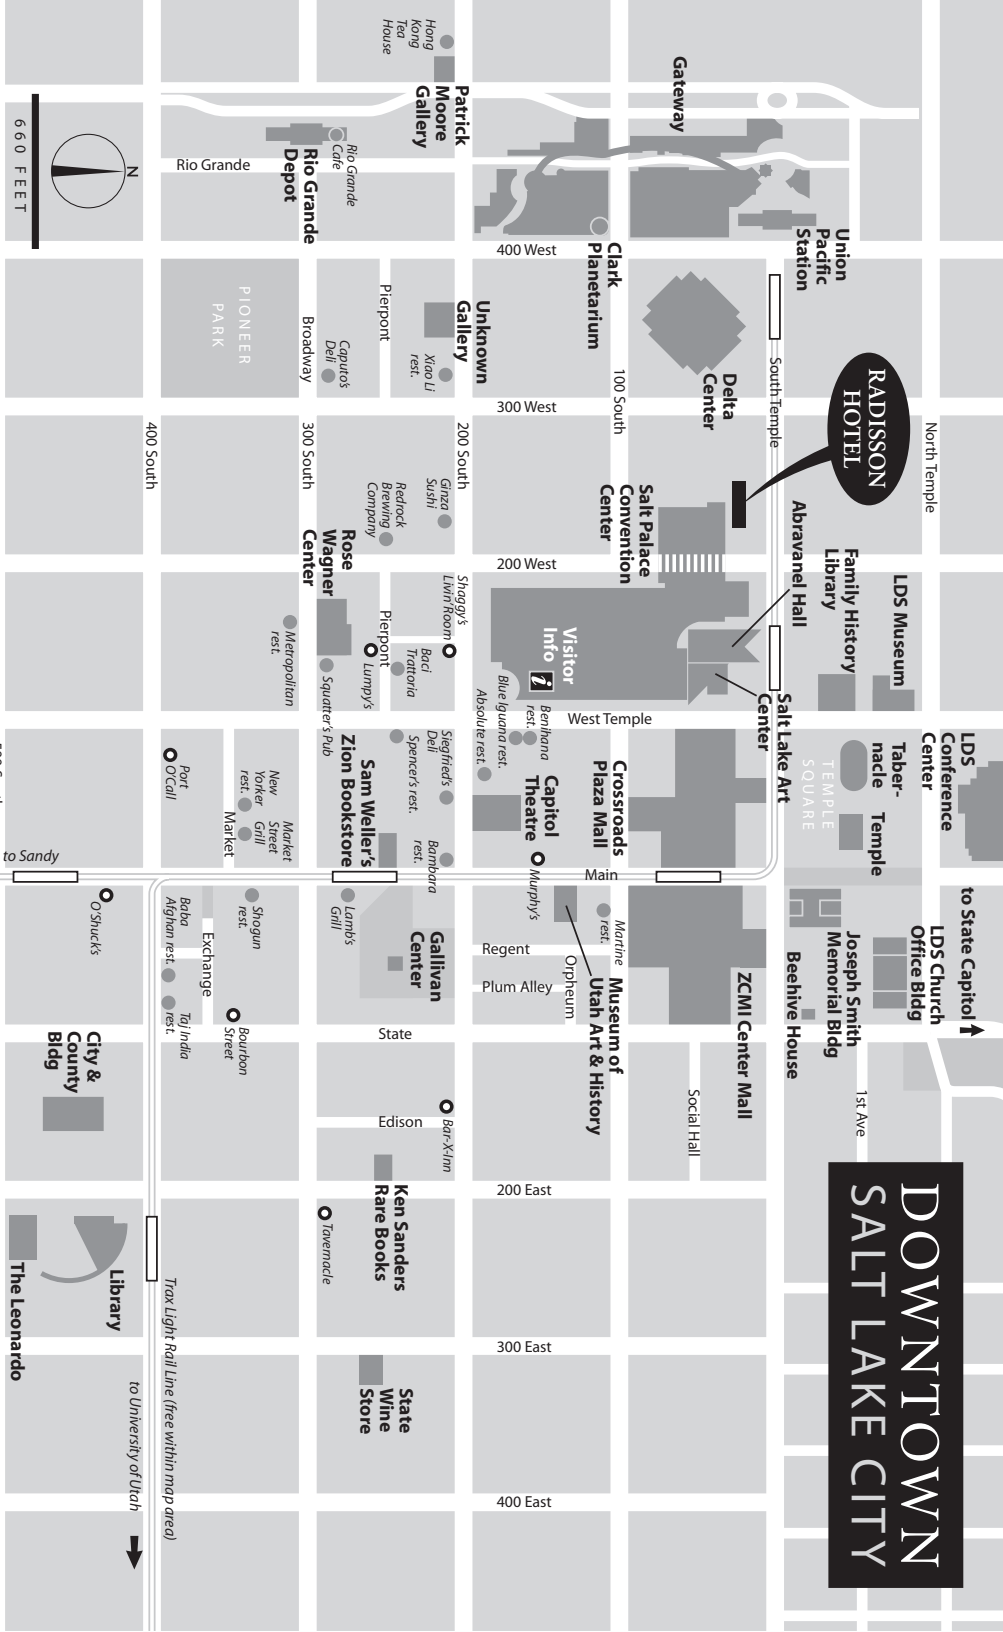 DOWNTOWN
SALT LAKE CITY
RADISSON
HOTEL
North Temple
to State Capitol
LDS
Conference
Center
LDS Museum
Family History
Library
Taber-
nacle
Temple
TEMPLE
SQUARE
LDS Church
Office Bldg
Joseph Smith
Memorial Bldg
Beehive House
1st Ave
Union
Pacific
Station
South Temple
Abravanel Hall
Salt Lake Art
Center
Gateway
Delta
Center
Salt Palace
Convention
Center
ZCMI Center Mall
Social Hall
Clark
Planetarium
100 South
Crossroads
Plaza Mall
Visitor
Info
i
Main
Martine
rest.
Museum of
Utah Art & History
Orpheum
Regent
Plum Alley
400 West
300 West
200 West
West Temple
Benihana
rest.
Blue Iguana rest.
Absolute rest.
Capitol
Theatre
Murphy's
200 East
300 East
400 East
Hong
Kong
Tea
House
Patrick
Moore
Gallery
Unknown
Gallery
Xiao Li
rest.
200 South
Ginza
Sushi
Redrock
Brewing
Company
Shaggy's
Livin' Room
Baci
Trattoria
Lumpy's
Pierpont
Pierpont
Siegfried's
Deli
Spencer's rest.
Bambara
rest.
Sam Weller's
Zion Bookstore
Gallivan
Center
Lamb's
Grill
State
Edison
Bar-X-Inn
Ken Sanders
Rare Books
Tavernacle
State
Wine
Store
Rio Grande
Cafe
Rio Grande
Depot
Rio Grande
Caputo's
Deli
Broadway
300 South
Rose
Wagner
Center
Metropolitan
rest.
Squatter's Pub
PIONEER
PARK
New
Yorker
rest.
Market
Street
Grill
Market
Port
O'Call
Shogun
rest.
Exchange
Baba
Afghan rest.
Taj India
rest.
Bourbon
Street
400 South
Trax Light Rail Line (free within map area)
to University of Utah
O'Shuck's
City &
County
Bldg
Library
The Leonardo
to Sandy
N
660 FEET